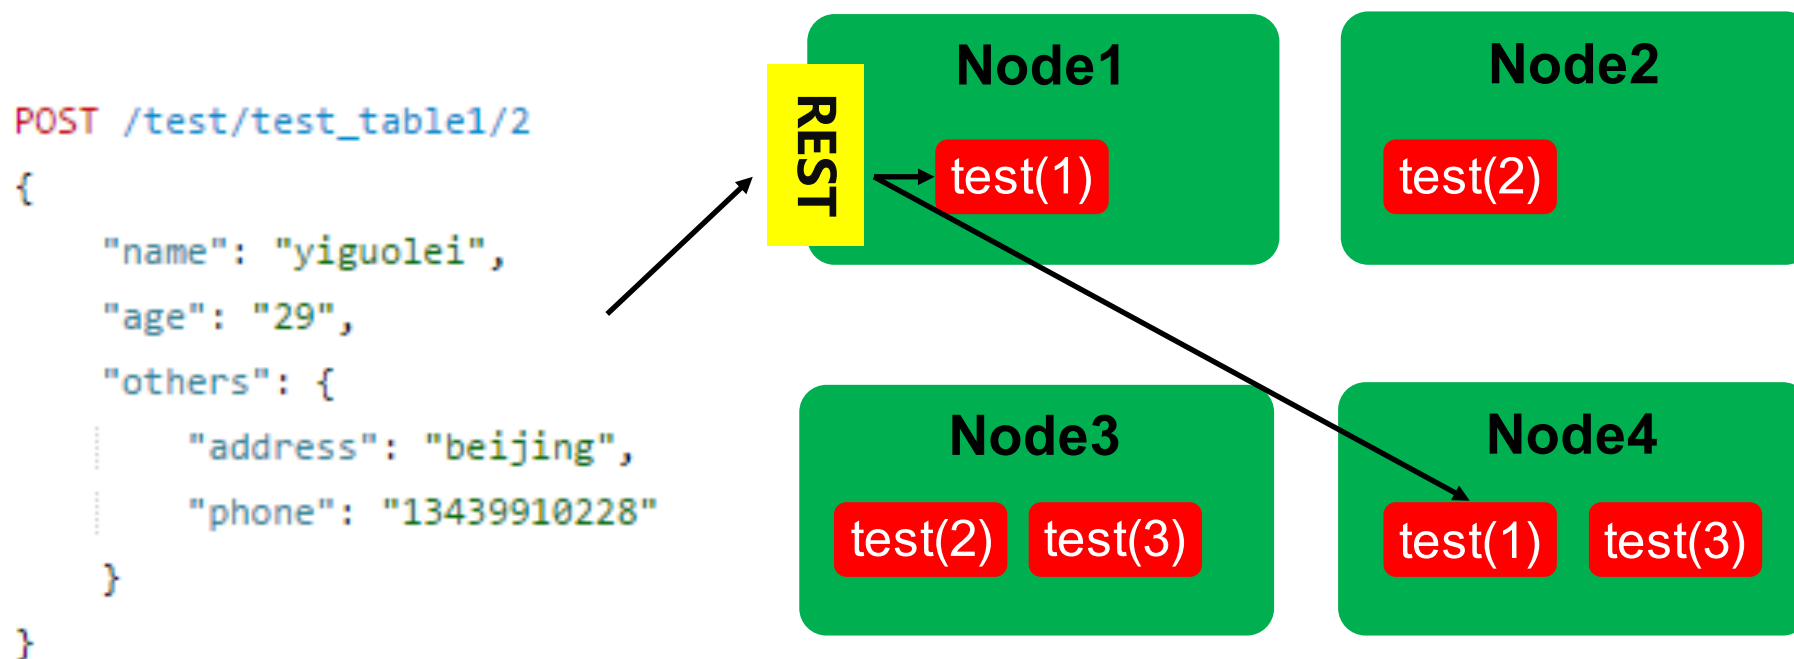 POST /test/test_table1/2
{
"name": "yiguolei",
"age": "29",
"others": {
"address": "beijing",
"phone": "13439910228"
}
}
REST
Node1
test(1)
Node2
test(2)
Node3
test(2) test(3)
Node4
test(1) test(3)